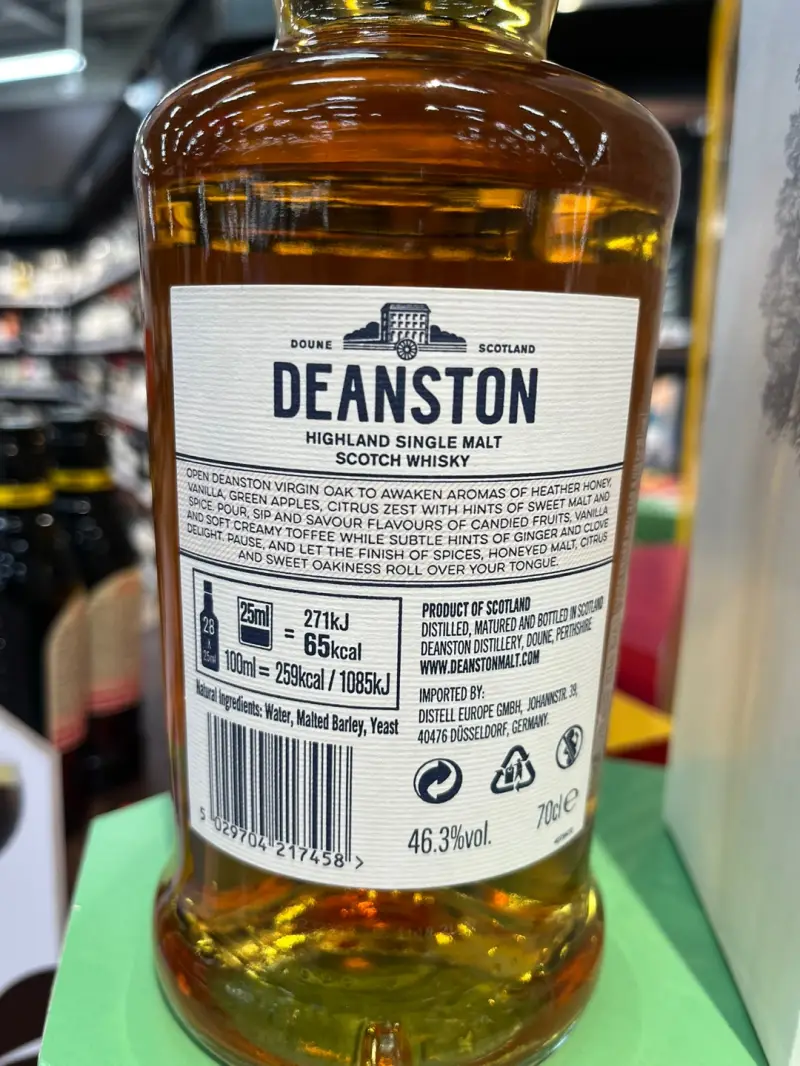 DOUNE SCOTLAND
DEANSTON
HIGHLAND SINGLE MALT
SCOTCH WHISKY
OPEN DEANSTON VIRGIN OAK TO AWAKEN AROMAS OF HEATHER HONEY,
VANILLA, GREEN APPLES, CITRUS ZEST WITH HINTS OF SWEET MALT AND
SPICE. POUR, SIP AND SAVOUR FLAVOURS OF CANDIED FRUITS, VANILLA
AND SOFT CREAMY TOFFEE WHILE SUBTLE HINTS OF GINGER AND CLOVE
DELIGHT. PAUSE, AND LET THE FINISH OF SPICES, HONEYED MALT, CITRUS
AND SWEET OAKINESS ROLL OVER YOUR TONGUE.
28
x
25ml
25ml
= 271kJ
65kcal
100ml = 259kcal / 1085kJ
Natural Ingredients: Water, Malted Barley, Yeast
5 029704 217458 >
PRODUCT OF SCOTLAND
DISTILLED, MATURED AND BOTTLED IN SCOTLAND
DEANSTON DISTILLERY, DOUNE, PERTHSHIRE
WWW.DEANSTONMALT.COM
IMPORTED BY:
DISTELL EUROPE GMBH, JOHANNSTR. 39,
40476 DÜSSELDORF, GERMANY.
46.3%vol.
70cl e